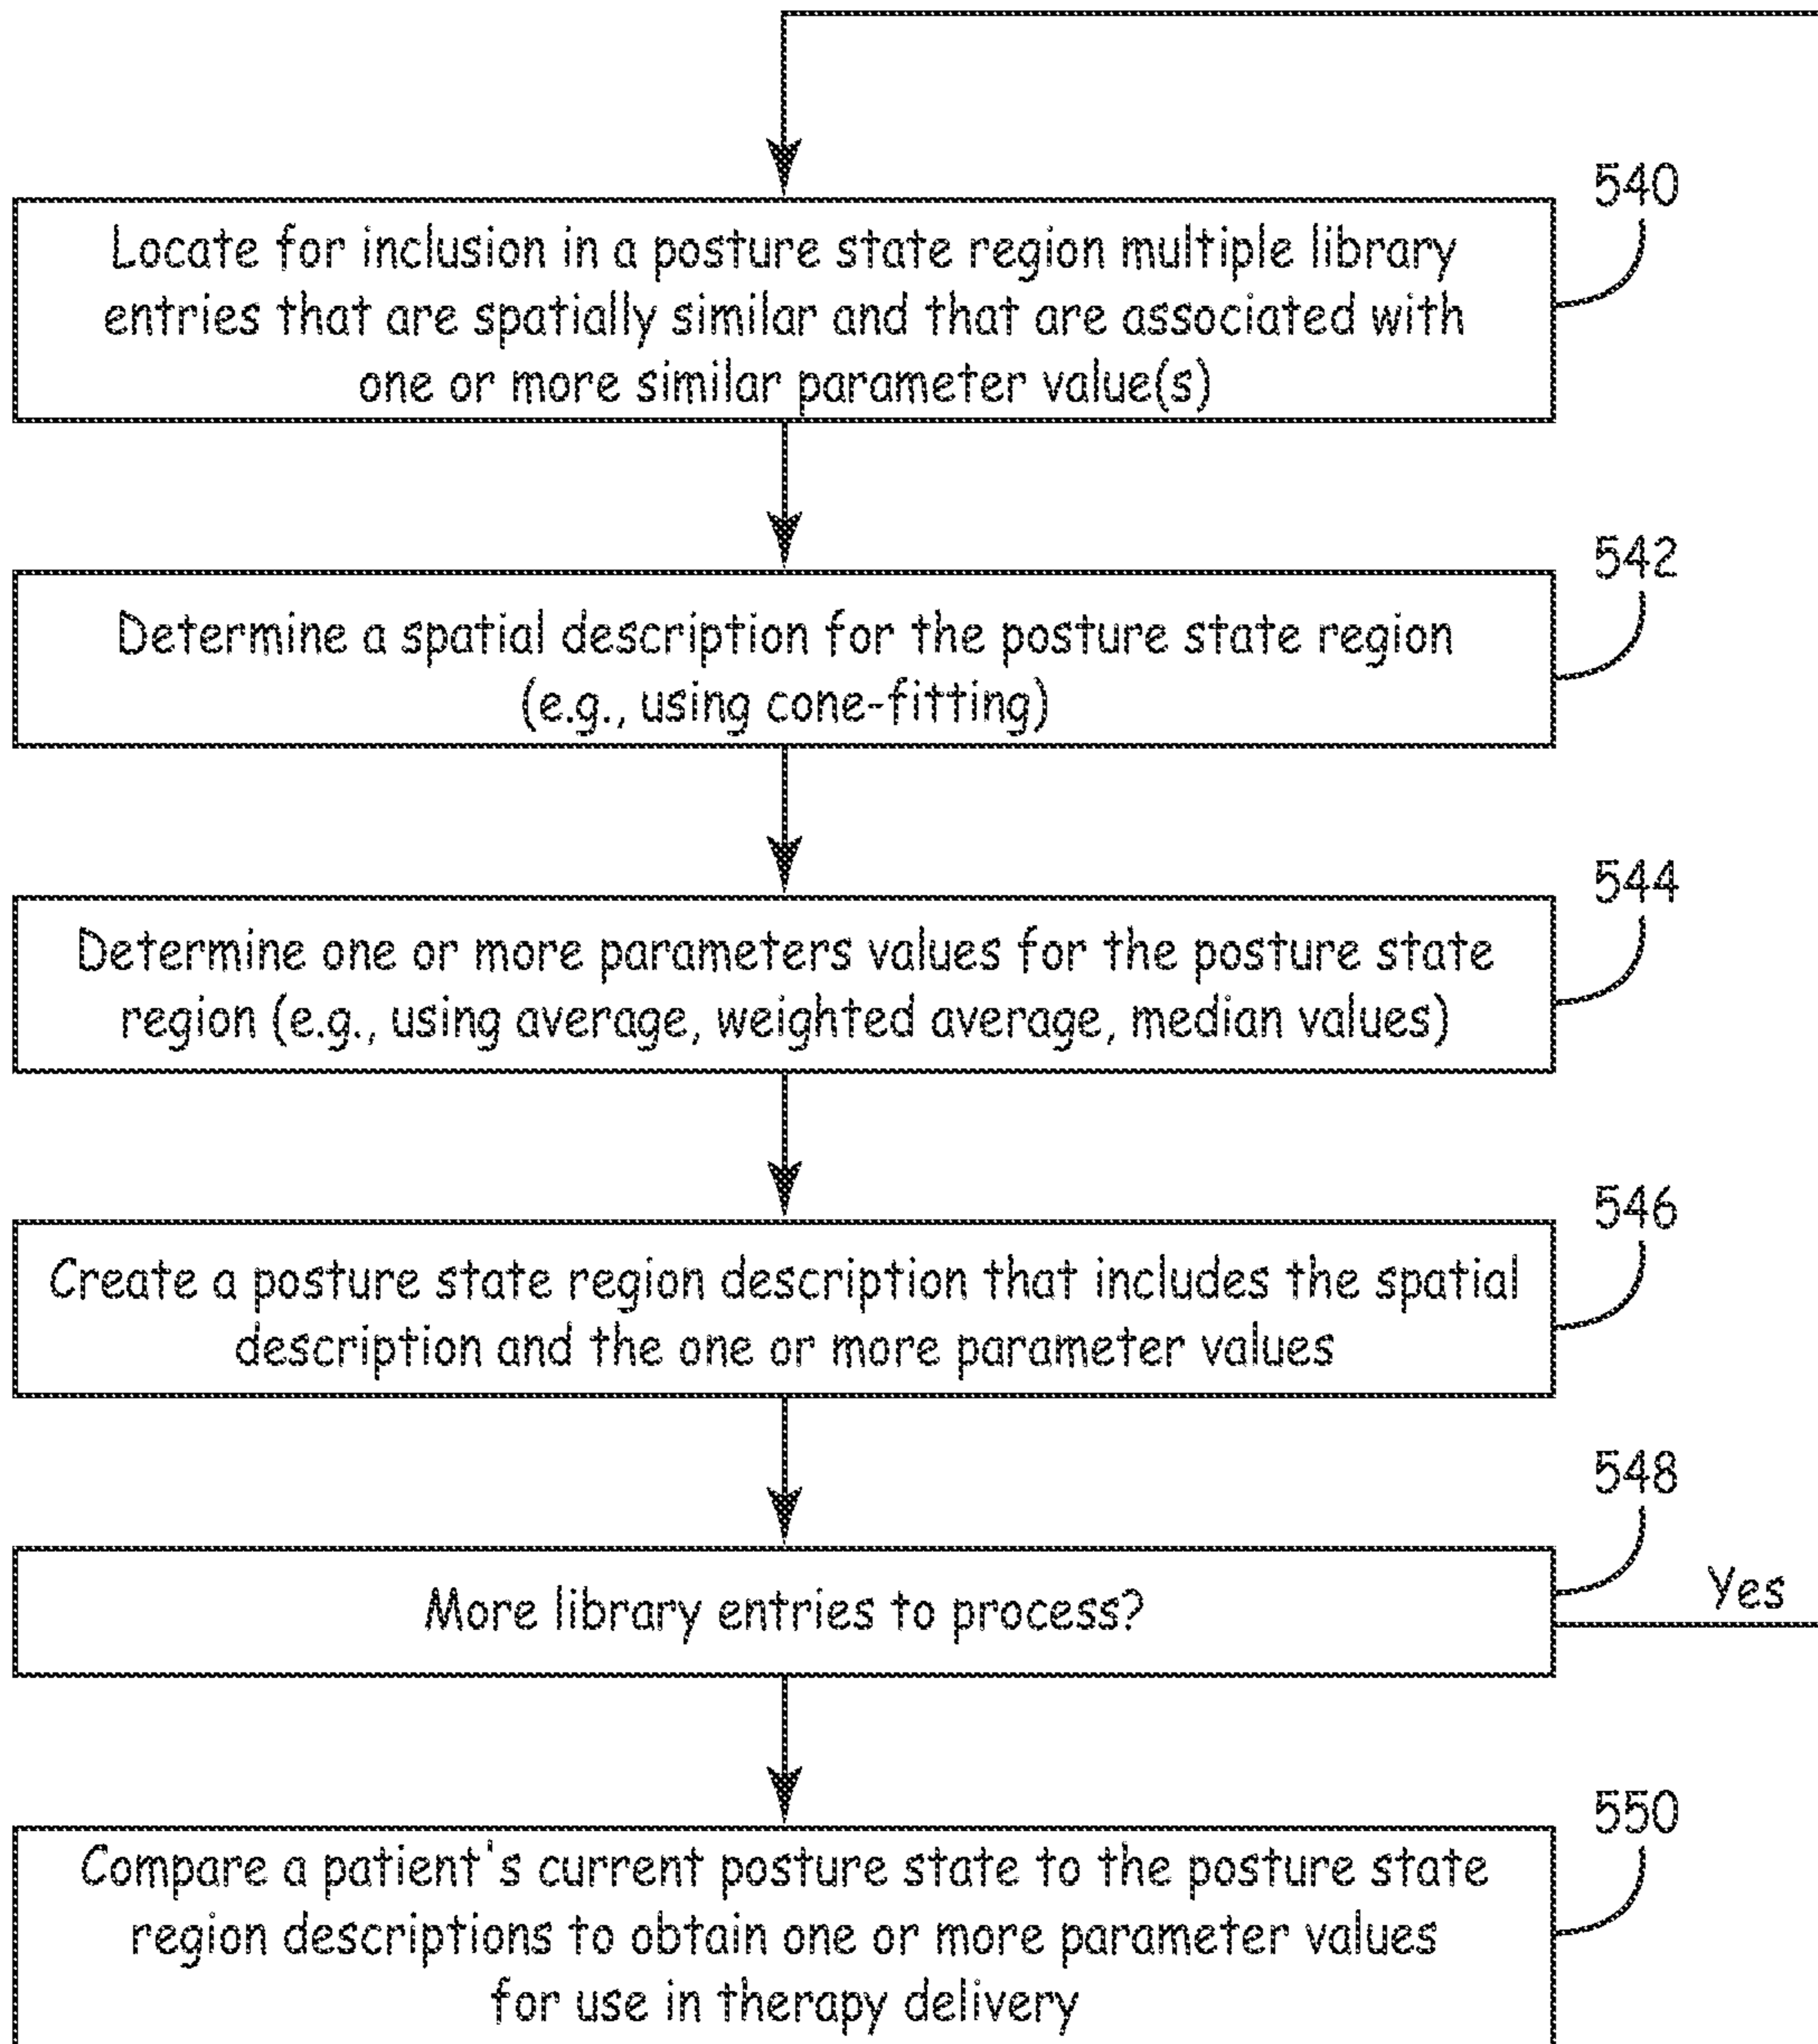 540
Locate for inclusion in a posture state region multiple library
entries that are spatially similar and that are associated with
one or more similar parameter value(s)
542
Determine a spatial description for the posture state region
(e.g., using cone-fitting)
544
Determine one or more parameters values for the posture state
region (e.g., using average, weighted average, median values)
546
Create a posture state region description that includes the spatial
description and the one or more parameter values
548
More library entries to process?
Yes
550
Compare a patient's current posture state to the posture state
region descriptions to obtain one or more parameter values
for use in therapy delivery